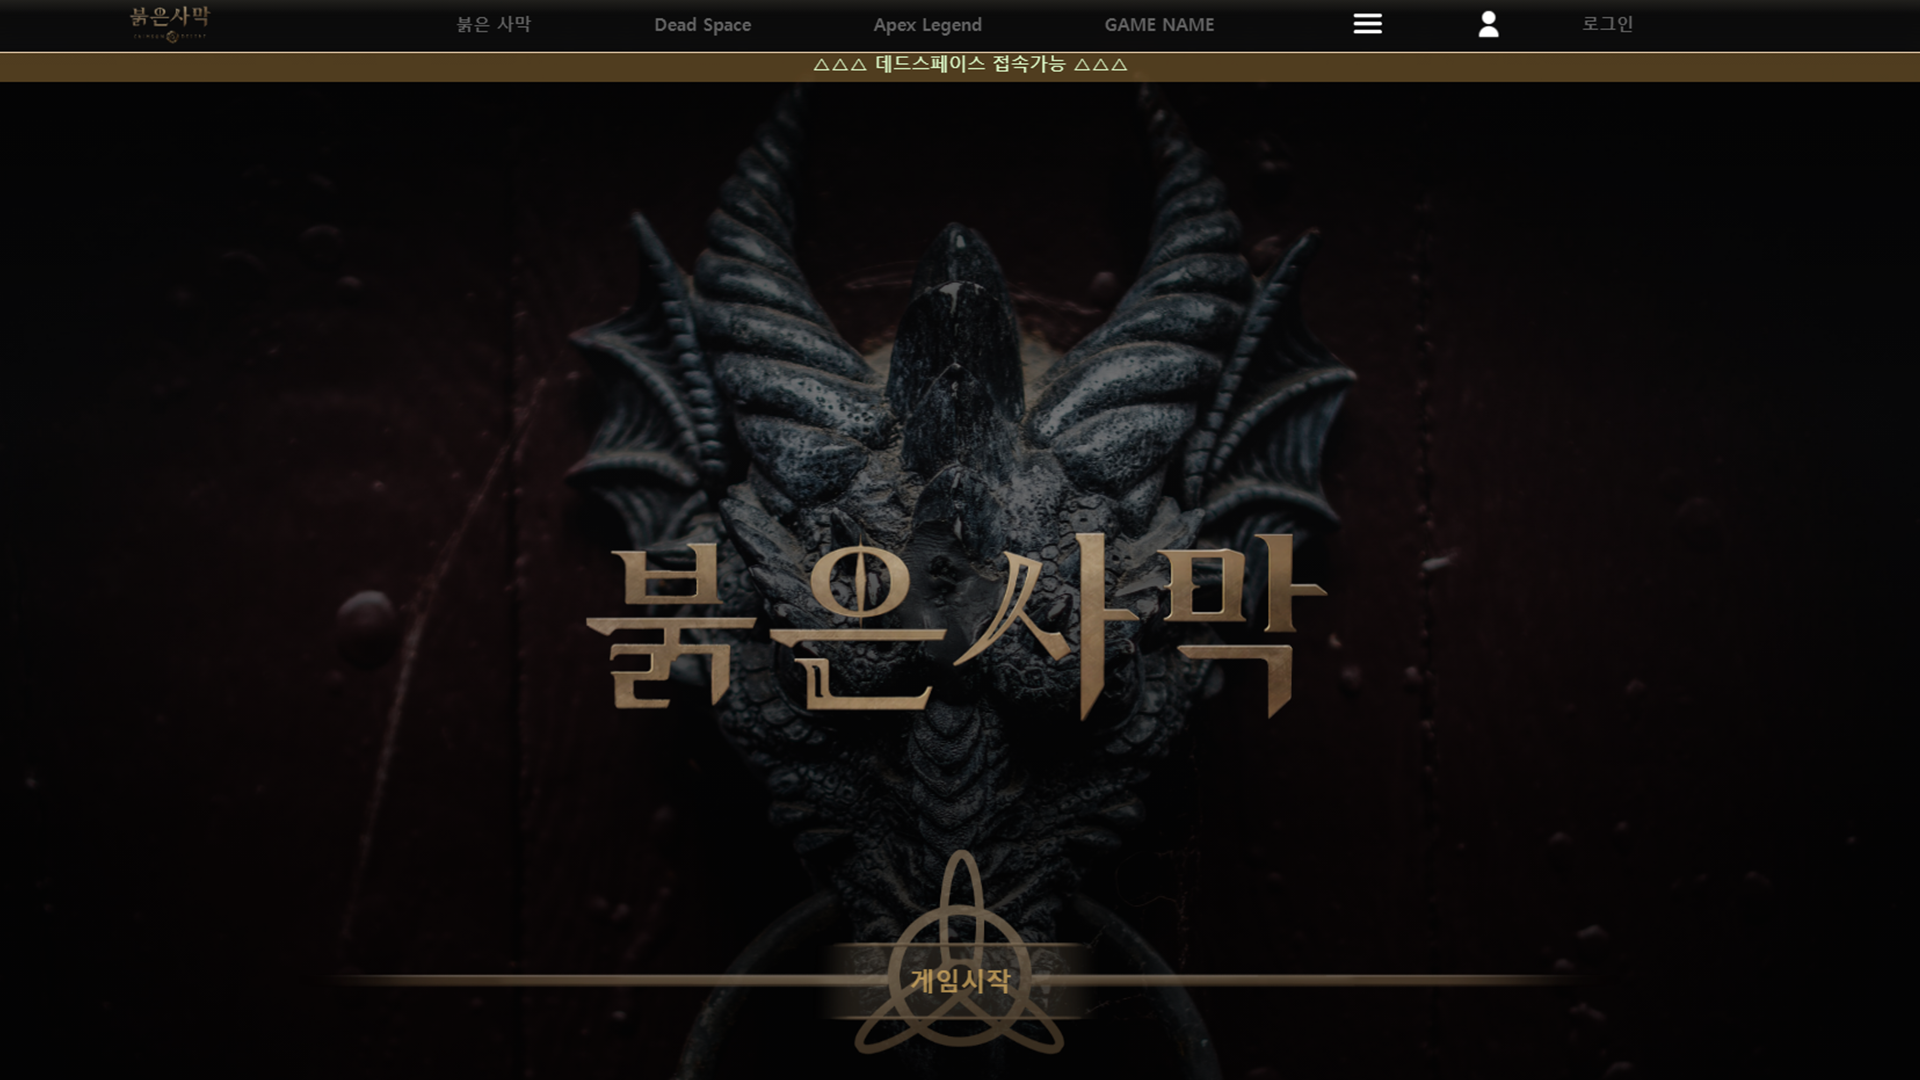 붉은사막
붉은 사막
Dead Space
Apex Legend
GAME NAME
로그인
△△△ 데드스페이스 접속가능 △△△
붉은사막
게임시작